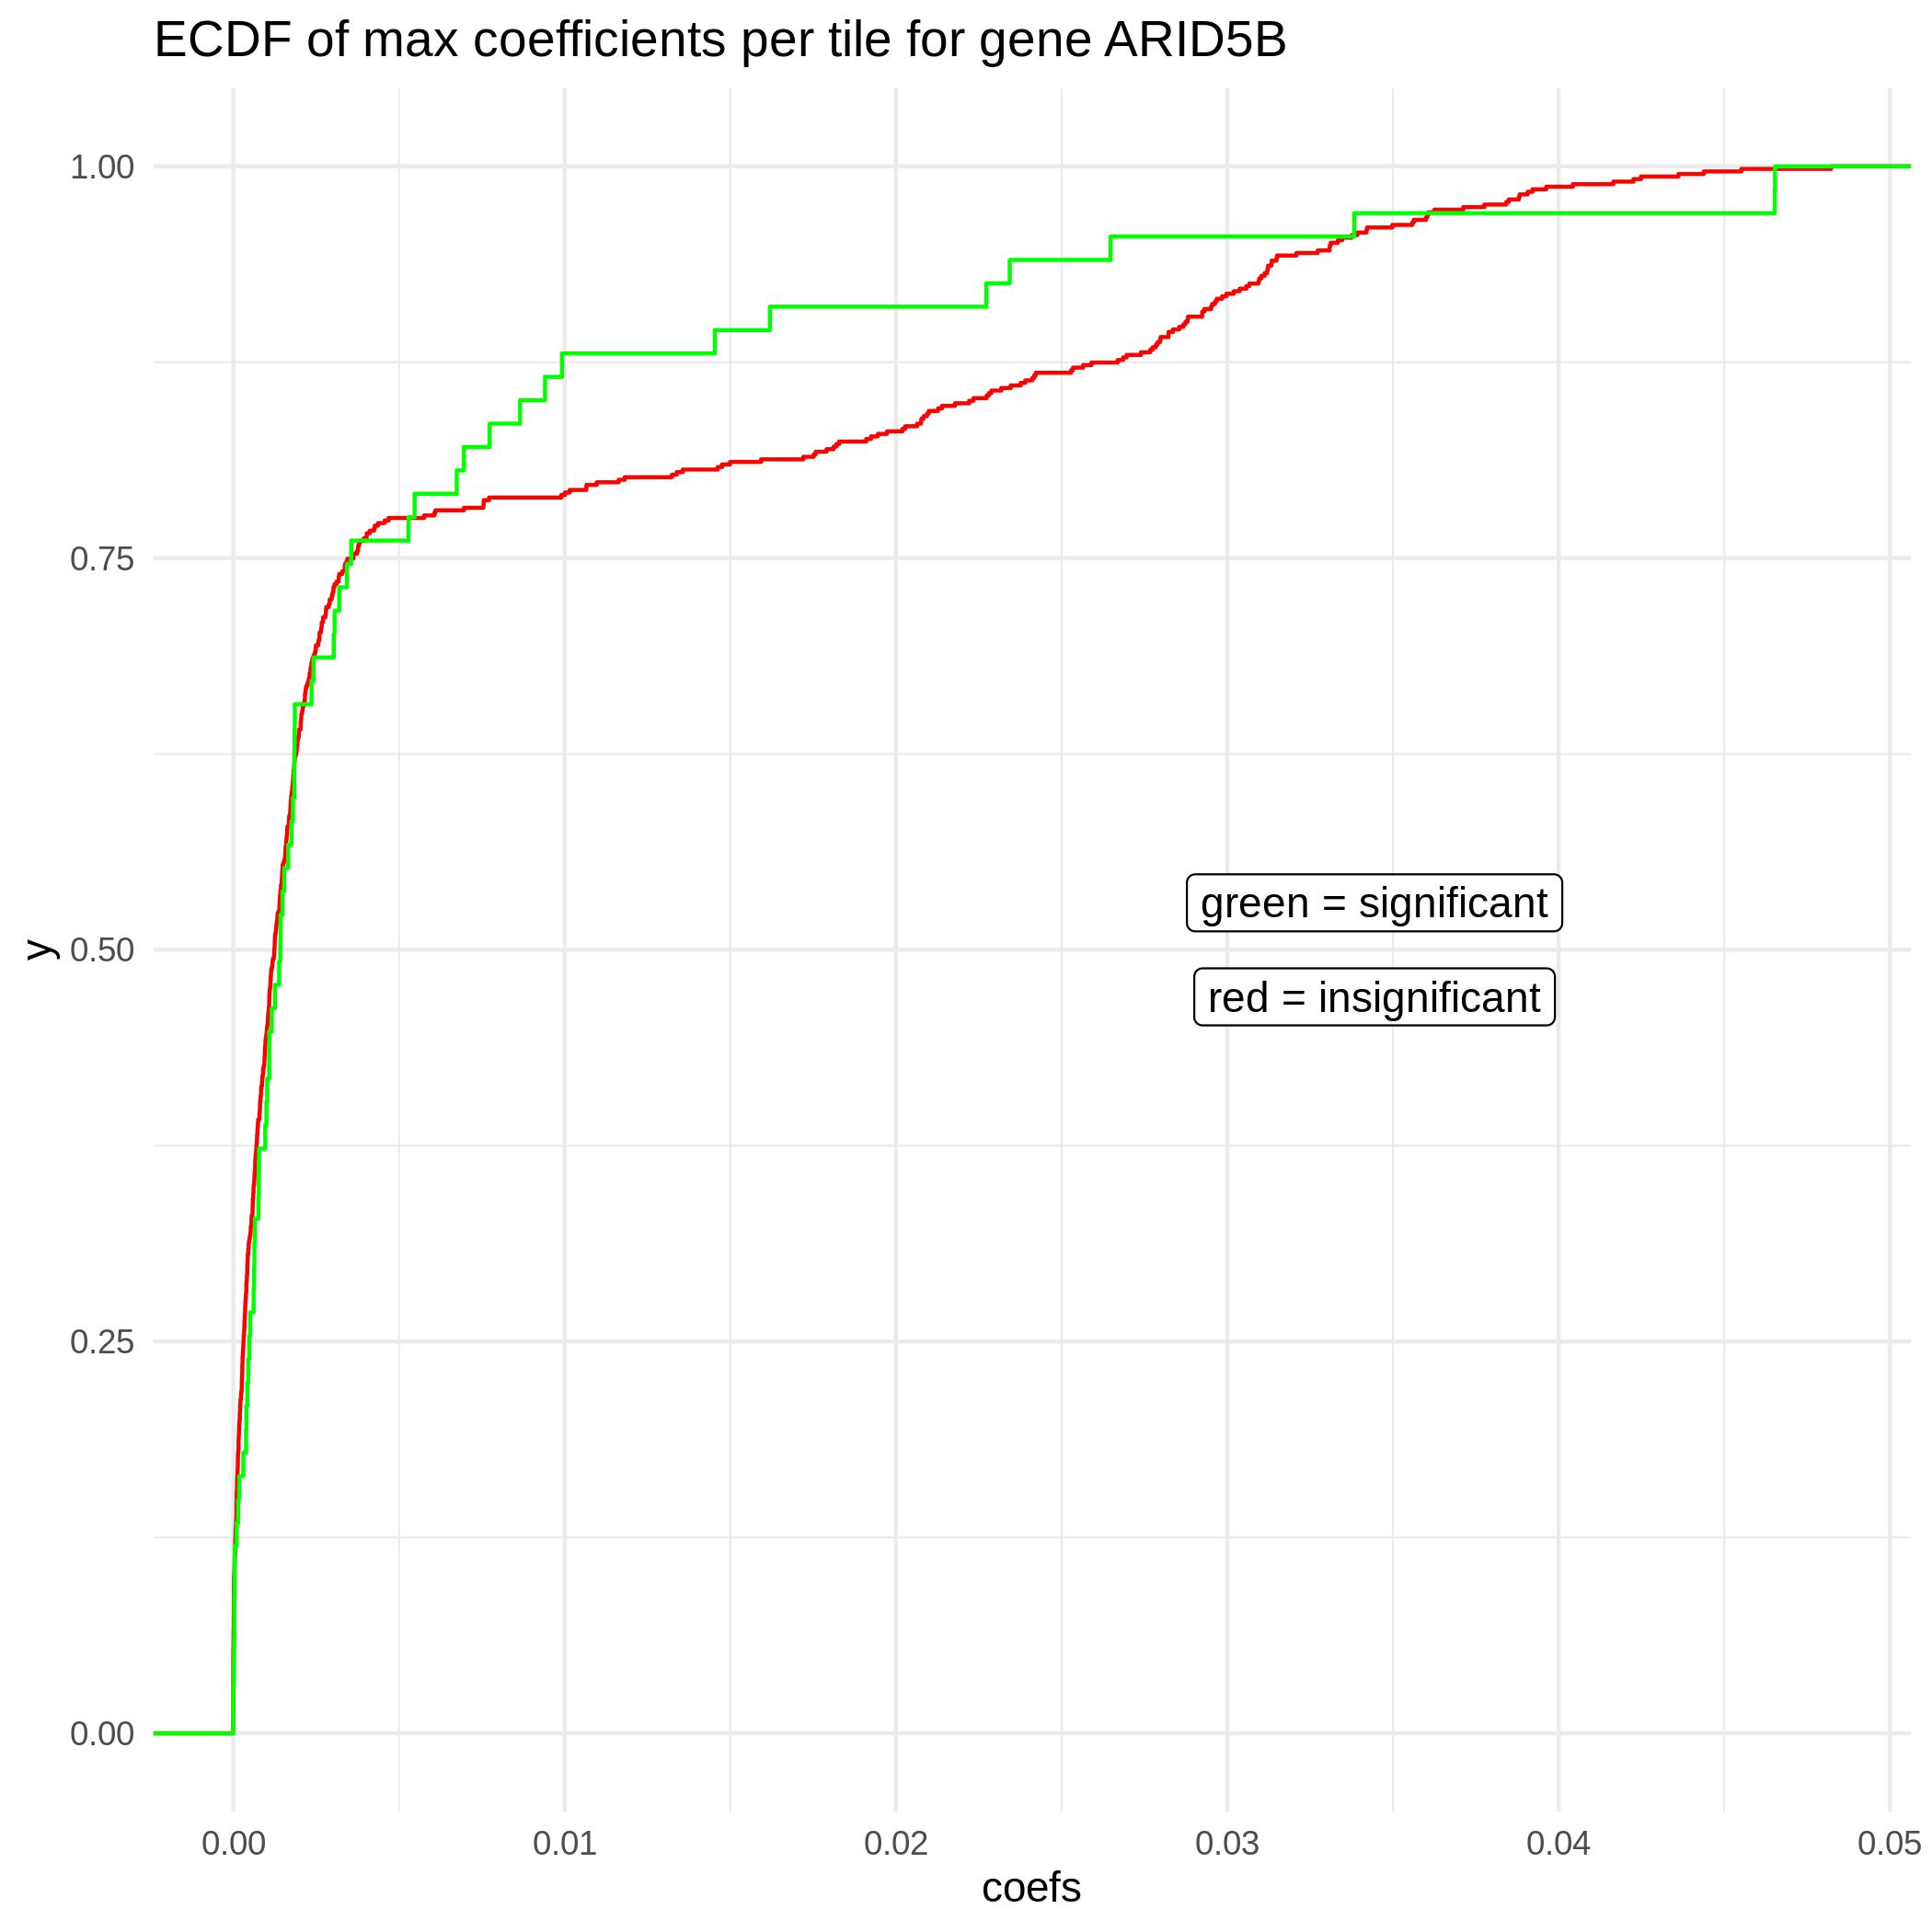 ECDF of max coefficients per tile for gene ARID5B
1.00
0.75
0.50
0.25
0.00
y
green = significant
red = insignificant
0.00 0.01 0.02 0.03 0.04 0.05
coefs